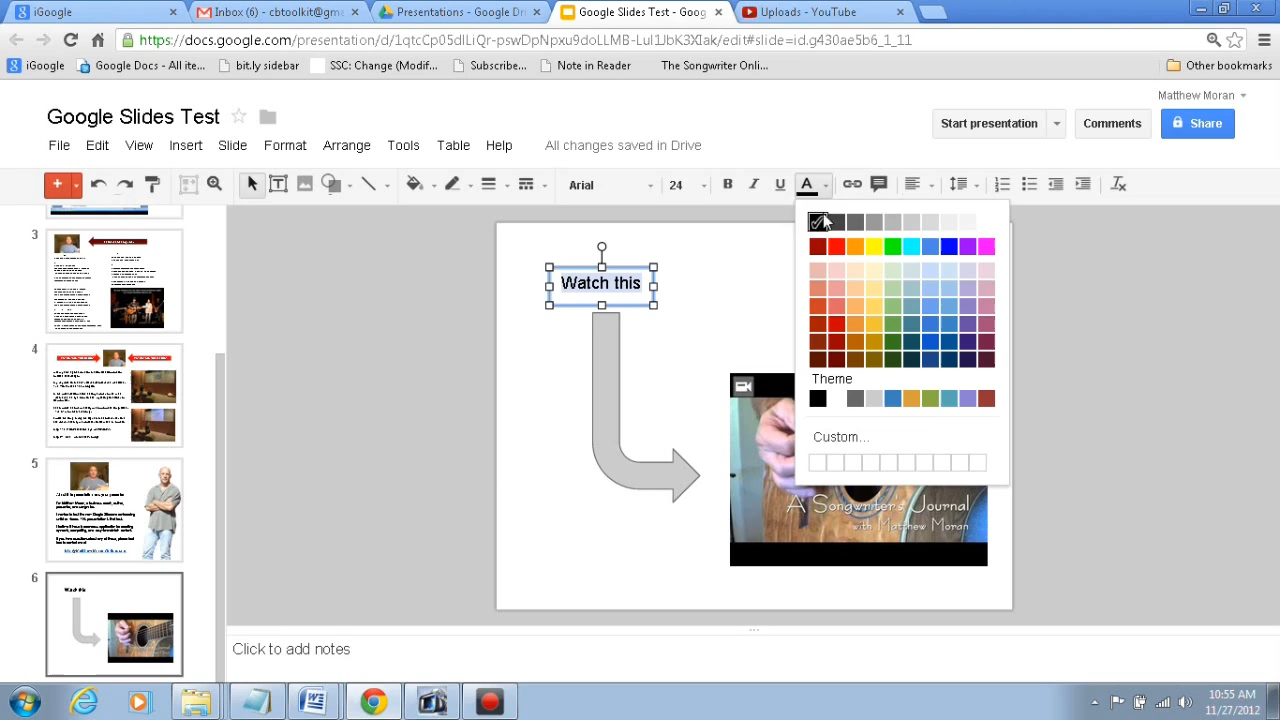 iGoogle
Inbox (6) - cbtoolkit@gm
Presentations - Google Dr
Google Slides Test - Goog
Uploads - YouTube
https://docs.google.com/presentation/d/1qtcCp05dILiQr-pswDpNpxu9doLLMB-LuI1JbK3XIak/edit#slide=id.g430ae5b6_1_11
iGoogle
Google Docs - All ite...
bit.ly sidebar
SSC: Change (Modif...
Subscribe...
Note in Reader
The Songwriter Onli...
Other bookmarks
Matthew Moran
Google Slides Test
Start presentation
Comments
Share
File Edit View Insert Slide Format Arrange Tools Table Help
All changes saved in Drive
Arial
24
B I U A
Watch this
Theme
Custom...
A Songwriter's Journal
with Matthew Moran
3
4
5
6
Watch this
Click to add notes
10:55 AM
11/27/2012